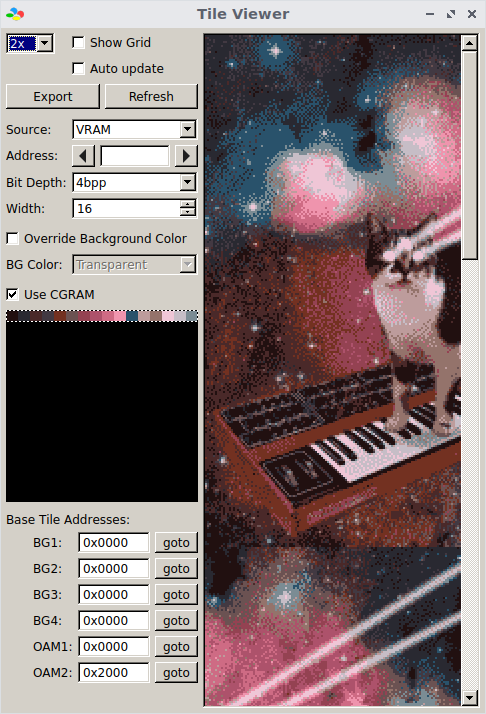 Tile Viewer
2x
Show Grid
Auto update
Export Refresh
Source: VRAM
Address:
Bit Depth: 4bpp
Width: 16
Override Background Color
BG Color: Transparent
Use CGRAM
Base Tile Addresses:
BG1: 0x0000 goto
BG2: 0x0000 goto
BG3: 0x0000 goto
BG4: 0x0000 goto
OAM1: 0x0000 goto
OAM2: 0x2000 goto